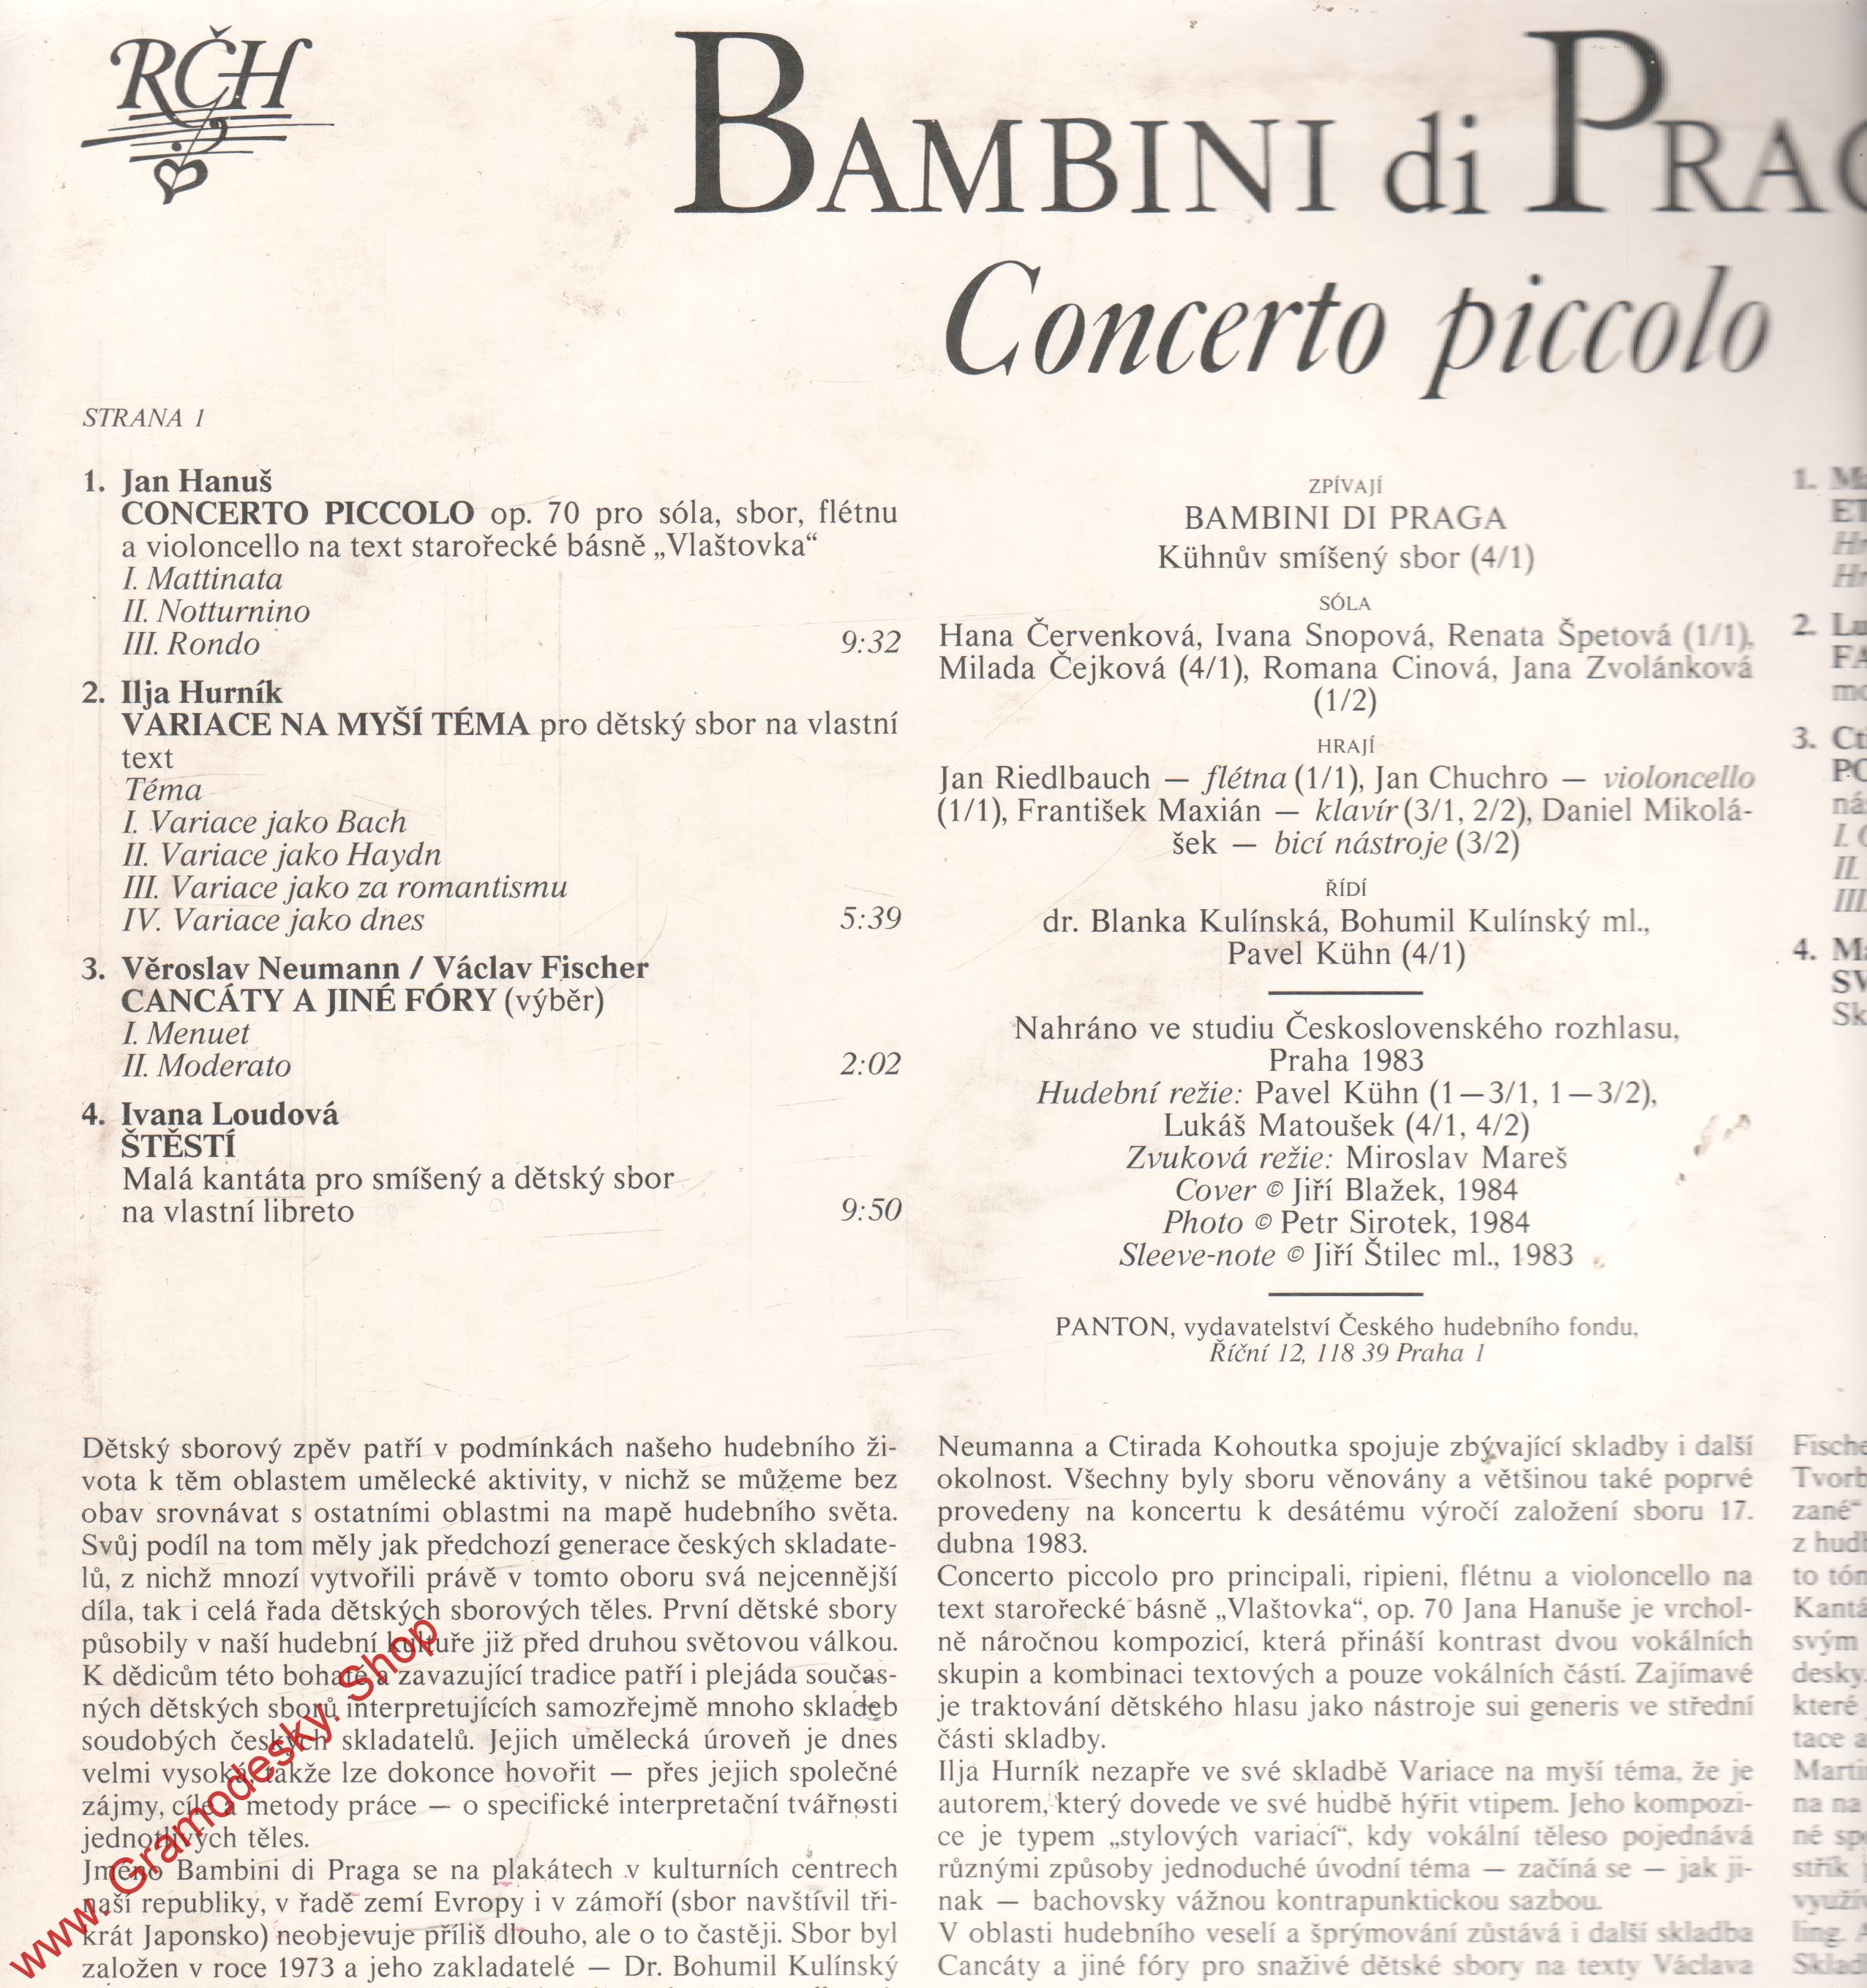 RČH
BAMBINI di PRAG
Concerto piccolo
STRANA 1
1. Jan Hanuš
CONCERTO PICCOLO op. 70 pro sóla, sbor, flétnu
a violoncello na text starořecké básně „Vlaštovka“
I. Mattinata
II. Notturnino
III. Rondo 9:32
2. Ilja Hurník
VARIACE NA MYŠÍ TÉMA pro dětský sbor na vlastní
text
Téma
I. Variace jako Bach
II. Variace jako Haydn
III. Variace jako za romantismu
IV. Variace jako dnes 5:39
3. Věroslav Neumann / Václav Fischer
CANCÁTY A JINÉ FÓRY (výběr)
I. Menuet
II. Moderato 2:02
4. Ivana Loudová
ŠTĚSTÍ
Malá kantáta pro smíšený a dětský sbor
na vlastní libreto 9:50
ZPÍVAJÍ
BAMBINI DI PRAGA
Kühnův smíšený sbor (4/1)
SÓLA
Hana Červenková, Ivana Snopová, Renata Špetová (1/1),
Milada Čejková (4/1), Romana Cinová, Jana Zvolánková
(1/2)
HRAJÍ
Jan Riedlbauch — flétna (1/1), Jan Chuchro — violoncello
(1/1), František Maxián — klavír (3/1, 2/2), Daniel Mikolá-
šek — bicí nástroje (3/2)
ŘÍDÍ
dr. Blanka Kulínská, Bohumil Kulínský ml.,
Pavel Kühn (4/1)
Nahráno ve studiu Československého rozhlasu,
Praha 1983
Hudební režie: Pavel Kühn (1—3/1, 1—3/2),
Lukáš Matoušek (4/1, 4/2)
Zvuková režie: Miroslav Mareš
Cover © Jiří Blažek, 1984
Photo © Petr Sirotek, 1984
Sleeve-note © Jiří Štilec ml., 1983
PANTON, vydavatelství Českého hudebního fondu,
Říční 12, 118 39 Praha 1
1.
2.
3.
4.
Dětský sborový zpěv patří v podmínkách našeho hudebního ži-
vota k těm oblastem umělecké aktivity, v nichž se můžeme bez
obav srovnávat s ostatními oblastmi na mapě hudebního světa.
Svůj podíl na tom měly jak předchozí generace českých skladate-
lů, z nichž mnozí vytvořili právě v tomto oboru svá nejcennější
díla, tak i celá řada dětských sborových těles. První dětské sbory
působily v naší hudební kultuře již před druhou světovou válkou.
K dědicům této bohaté a zavazující tradice patří i plejáda součas-
ných dětských sborů interpretujících samozřejmě mnoho skladeb
soudobých českých skladatelů. Jejich umělecká úroveň je dnes
velmi vysoká, takže lze dokonce hovořit — přes jejich společné
zájmy, cíle a metody práce — o specifické interpretační tvářnosti
jednotlivých těles.
Jméno Bambini di Praga se na plakátech v kulturních centrech
naší republiky, v řadě zemí Evropy i v zámoří (sbor navštívil tři-
krát Japonsko) neobjevuje příliš dlouho, ale o to častěji. Sbor byl
založen v roce 1973 a jeho zakladatelé — Dr. Bohumil Kulínský
Neumanna a Ctirada Kohoutka spojuje zbývající skladby i další
okolnost. Všechny byly sboru věnovány a většinou také poprvé
provedeny na koncertu k desátému výročí založení sboru 17.
dubna 1983.
Concerto piccolo pro principali, ripieni, flétnu a violoncello na
text starořecké básně „Vlaštovka“, op. 70 Jana Hanuše je vrchol-
ně náročnou kompozicí, která přináší kontrast dvou vokálních
skupin a kombinaci textových a pouze vokálních částí. Zajímavé
je traktování dětského hlasu jako nástroje sui generis ve střední
části skladby.
Ilja Hurník nezapře ve své skladbě Variace na myší téma, že je
autorem, který dovede ve své hudbě hýřit vtipem. Jeho kompozi-
ce je typem „stylových variací“, kdy vokální těleso pojednává
různými způsoby jednoduché úvodní téma — začíná se — jak ji-
nak — bachovsky vážnou kontrapunktickou sazbou.
V oblasti hudebního veselí a šprýmování zůstává i další skladba
Cancáty a jiné fóry pro snaživé dětské sbory na texty Václava
www. Gramodesky. Shop